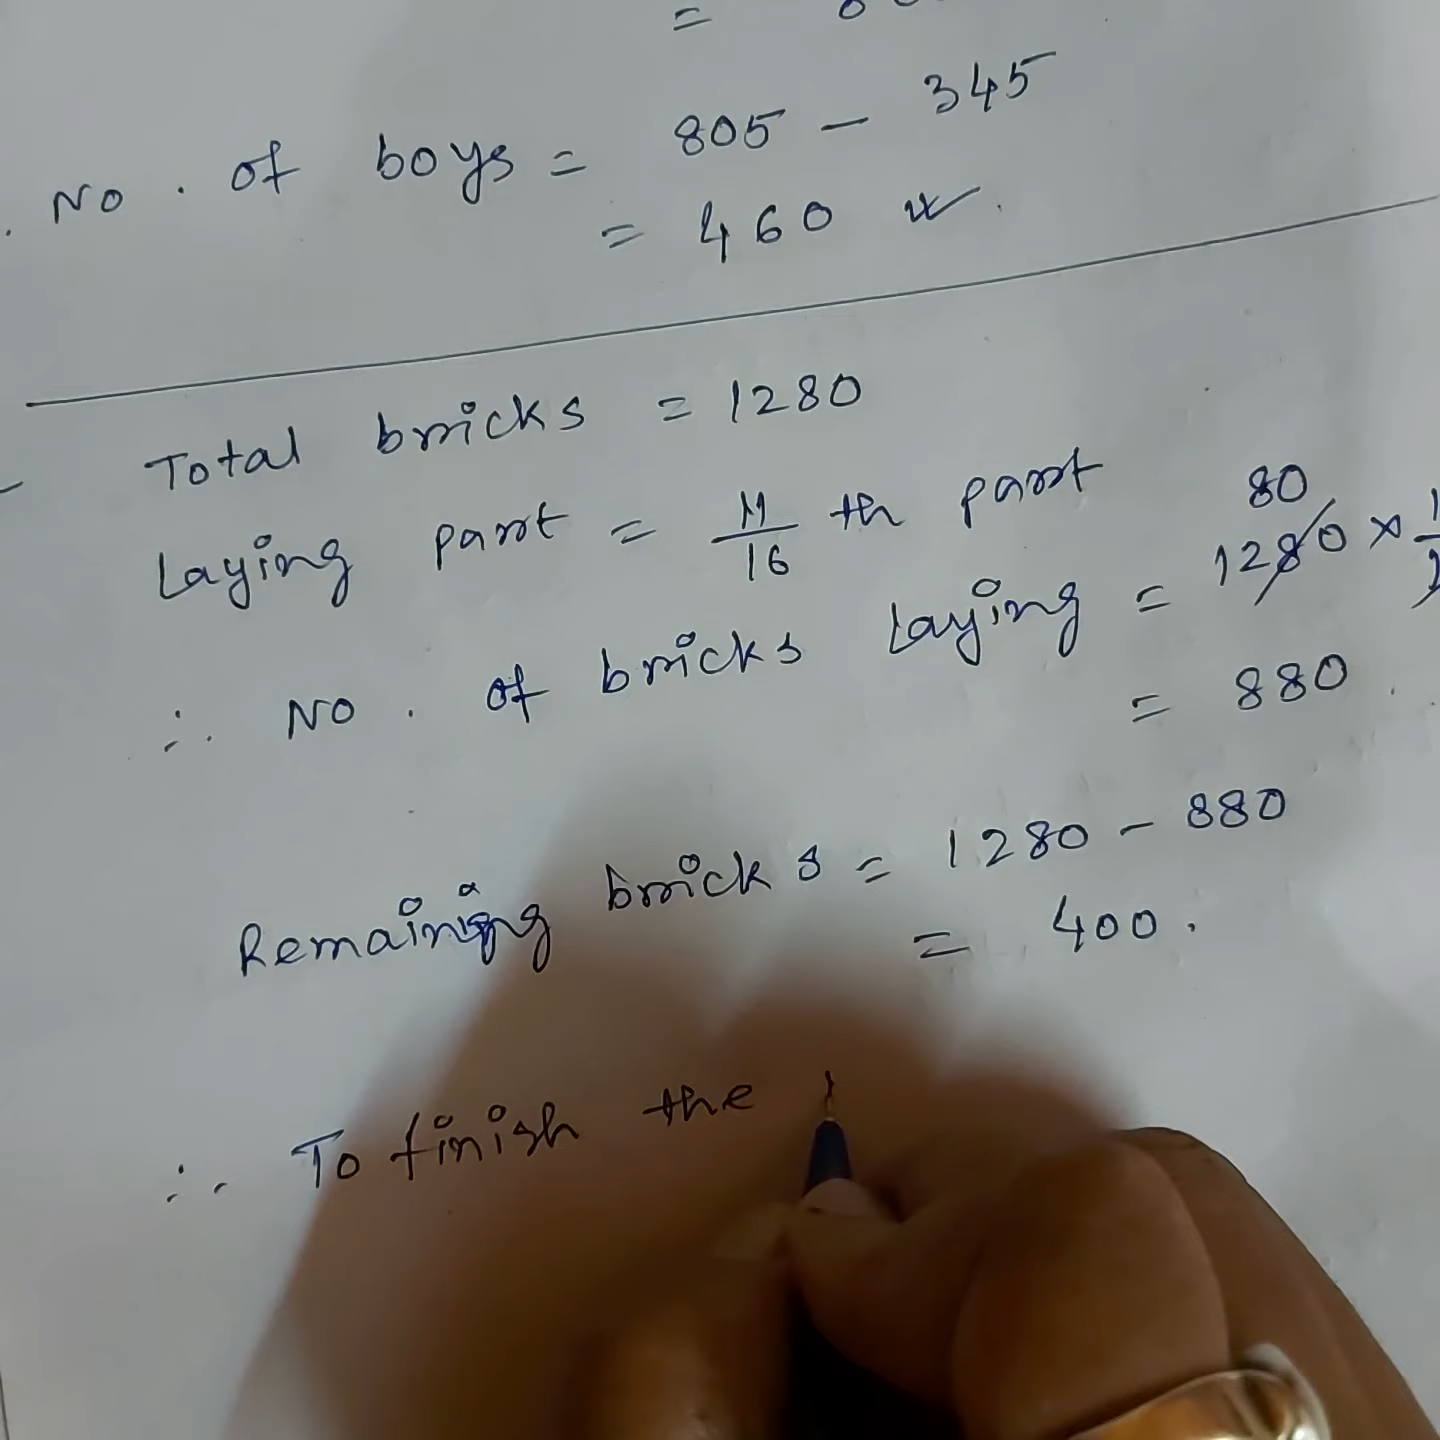 =
No. of boys = 805 - 345
= 460
Total bricks = 1280
Laying part = 11/16 th part
80
∴ No. of bricks Laying = 1280 ×
= 880.
Remaining bricks = 1280 - 880
= 400.
∴ To finish the